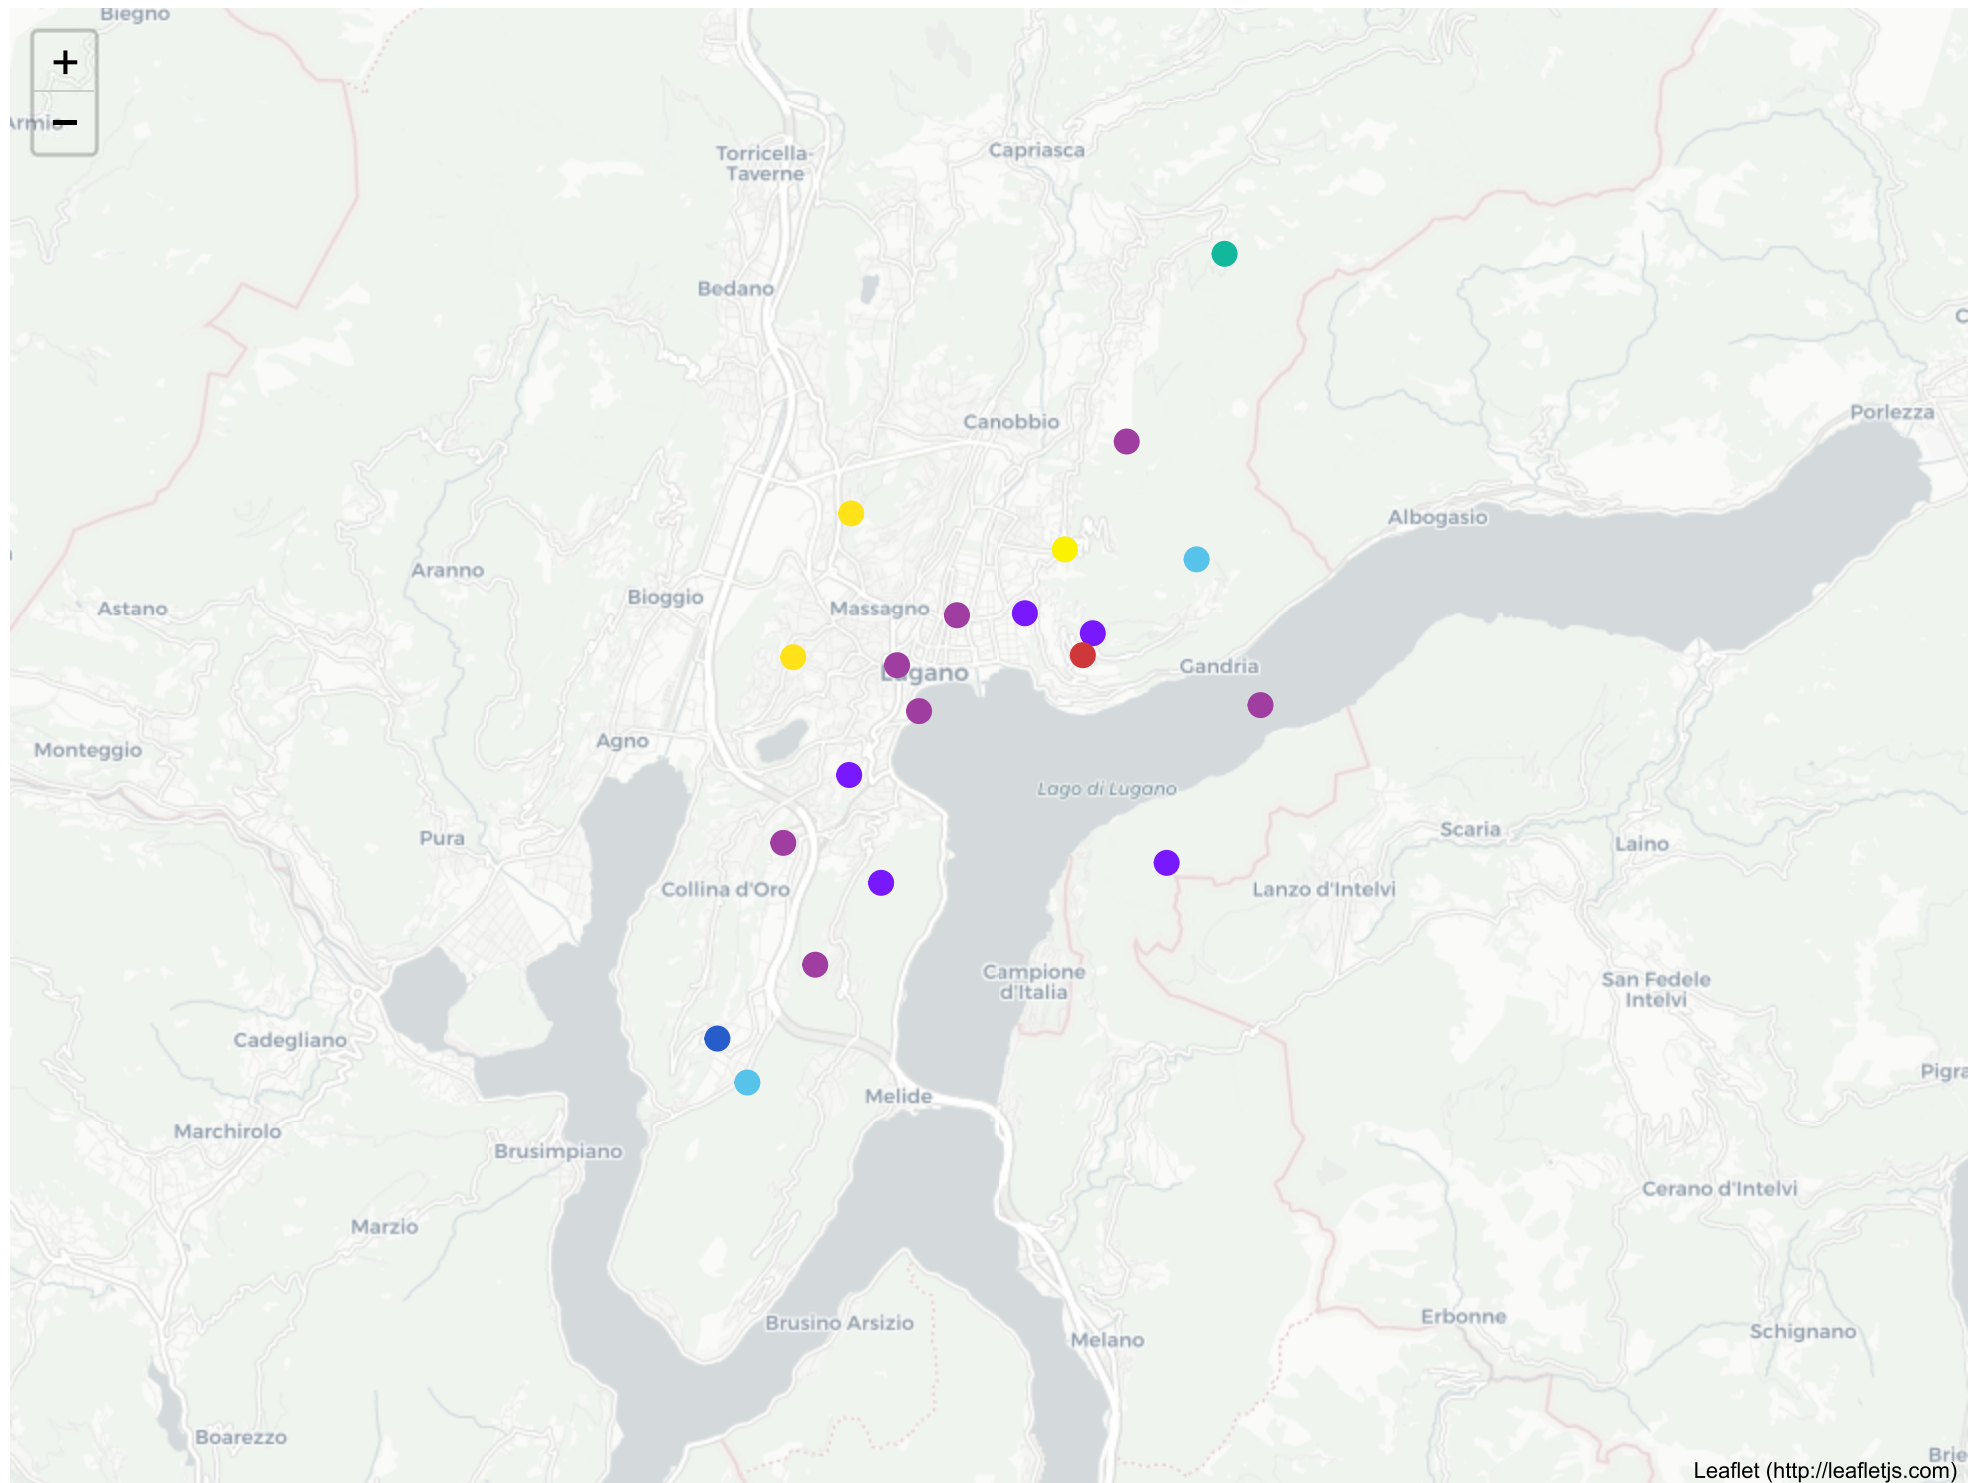 Biegno
+
−
Torricella-
Taverne
Capriasca
Bedano
Canobbio
Porlezza
Albogasio
Aranno
Bioggio
Astano
Massagno
Lugano
Gandria
Agno
Monteggio
Lago di Lugano
Pura
Scaria
Laino
Collina d'Oro
Lanzo d'Intelvi
Campione
d'Italia
San Fedele
Intelvi
Cadegliano
Melide
Marchirolo
Brusimpiano
Cerano d'Intelvi
Marzio
Brusino Arsizio
Erbonne
Schignano
Melano
Boarezzo
Leaflet (http://leafletjs.com)